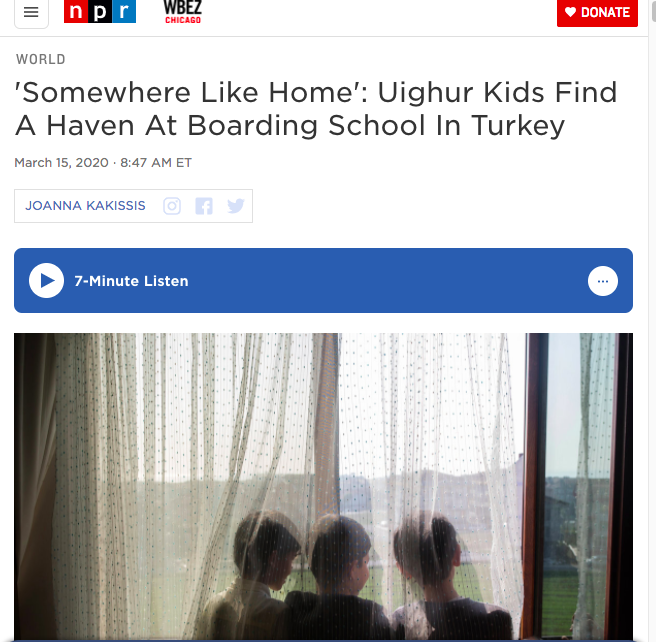 npr
WBEZ
CHICAGO
DONATE
WORLD
'Somewhere Like Home': Uighur Kids Find
A Haven At Boarding School In Turkey
March 15, 2020 · 8:47 AM ET
JOANNA KAKISSIS
7-Minute Listen